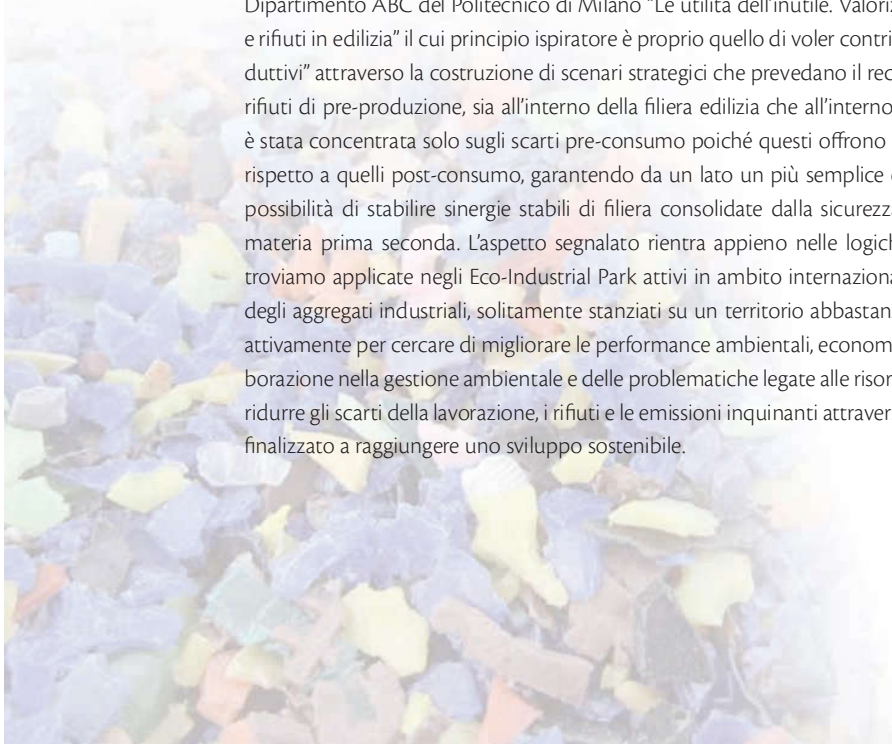 Dipartimento ABC del Politecnico di Milano "Le utilità dell'inutile. Valoriz
e rifiuti in edilizia" il cui principio ispiratore è proprio quello di voler contri
duttivi" attraverso la costruzione di scenari strategici che prevedano il rec
rifiuti di pre-produzione, sia all'interno della filiera edilizia che all'interno
è stata concentrata solo sugli scarti pre-consumo poiché questi offrono
rispetto a quelli post-consumo, garantendo da un lato un più semplice
possibilità di stabilire sinergie stabili di filiera consolidate dalla sicurezz
materia prima seconda. L'aspetto segnalato rientra appieno nelle logich
troviamo applicate negli Eco-Industrial Park attivi in ambito internaziona
degli aggregati industriali, solitamente stanziati su un territorio abbastan
attivamente per cercare di migliorare le performance ambientali, econom
borazione nella gestione ambientale e delle problematiche legate alle risor
ridurre gli scarti della lavorazione, i rifiuti e le emissioni inquinanti attraver
finalizzato a raggiungere uno sviluppo sostenibile.